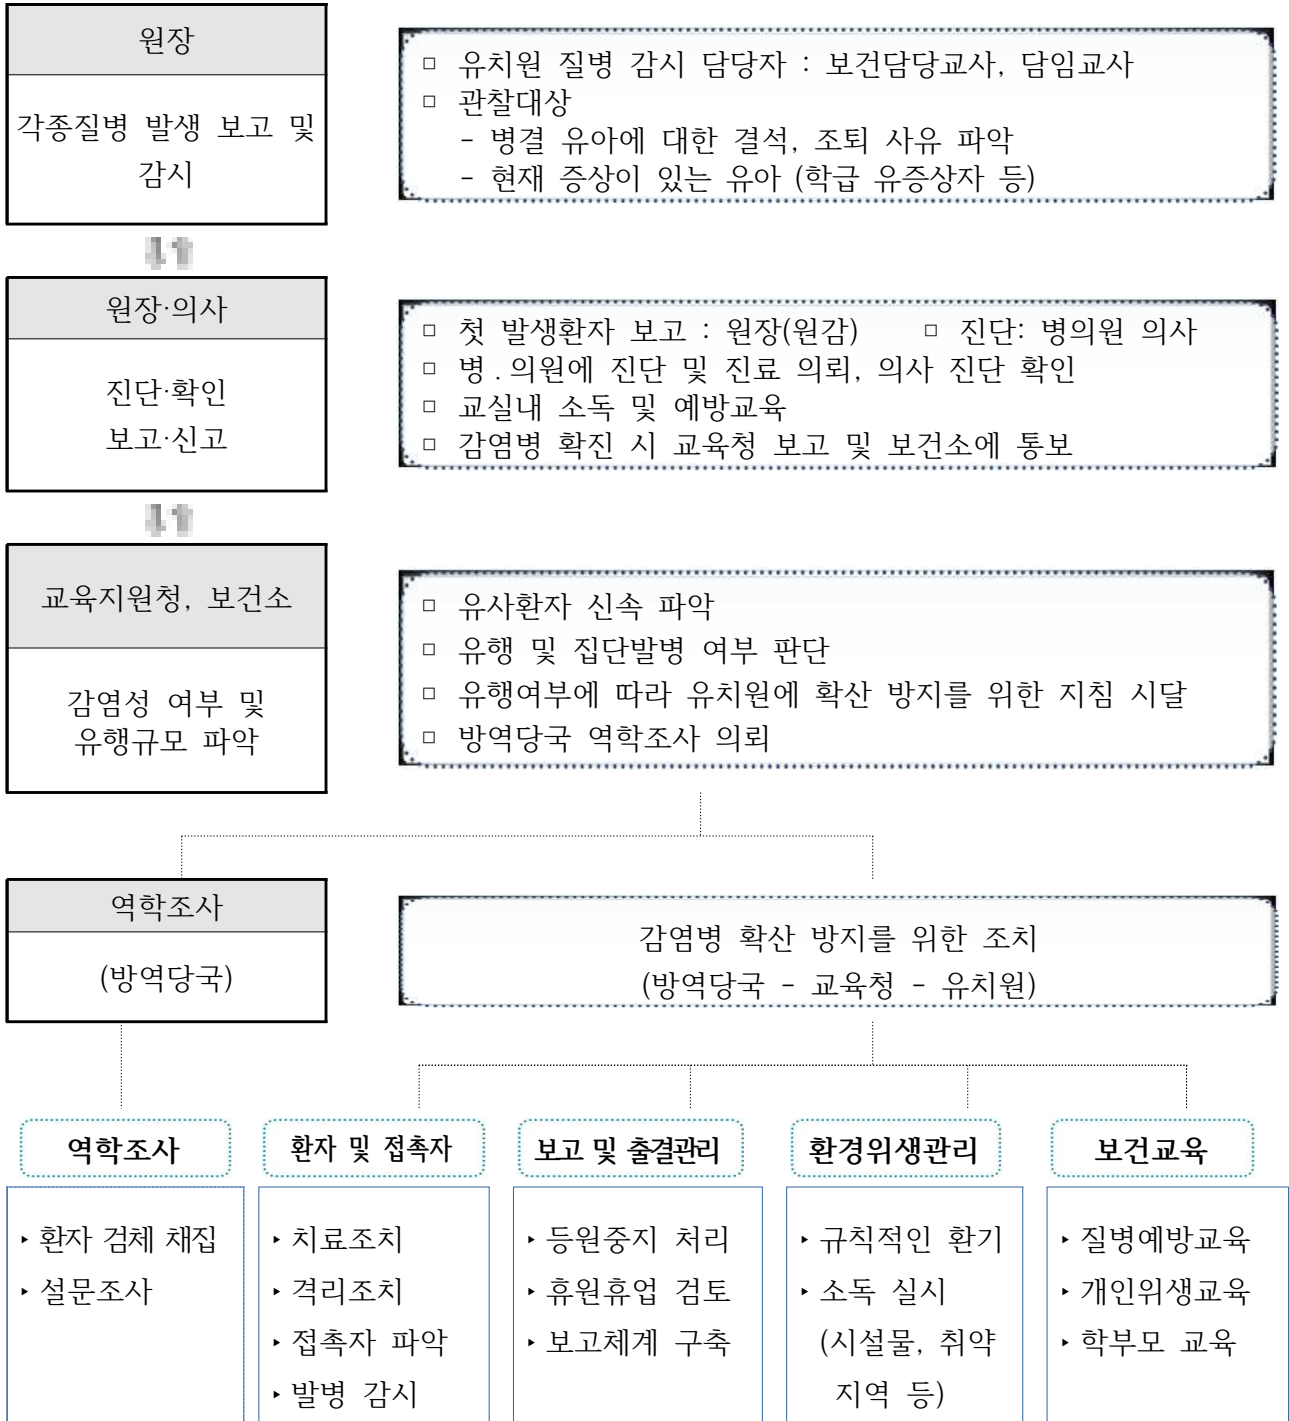 원장
각종질병 발생 보고 및
감시
□ 유치원 질병 감시 담당자 : 보건담당교사, 담임교사
□ 관찰대상
- 병결 유아에 대한 결석, 조퇴 사유 파악
- 현재 증상이 있는 유아 (학급 유증상자 등)
원장·의사
진단·확인
보고·신고
□ 첫 발생환자 보고 : 원장(원감) □ 진단: 병의원 의사
□ 병.의원에 진단 및 진료 의뢰, 의사 진단 확인
□ 교실내 소독 및 예방교육
□ 감염병 확진 시 교육청 보고 및 보건소에 통보
교육지원청, 보건소
감염성 여부 및
유행규모 파악
□ 유사환자 신속 파악
□ 유행 및 집단발병 여부 판단
□ 유행여부에 따라 유치원에 확산 방지를 위한 지침 시달
□ 방역당국 역학조사 의뢰
역학조사
(방역당국)
감염병 확산 방지를 위한 조치
(방역당국 - 교육청 - 유치원)
역학조사
‣ 환자 검체 채집
‣ 설문조사
환자 및 접촉자
‣ 치료조치
‣ 격리조치
‣ 접촉자 파악
‣ 발병 감시
보고 및 출결관리
‣ 등원중지 처리
‣ 휴원휴업 검토
‣ 보고체계 구축
환경위생관리
‣ 규칙적인 환기
‣ 소독 실시
(시설물, 취약
지역 등)
보건교육
‣ 질병예방교육
‣ 개인위생교육
‣ 학부모 교육